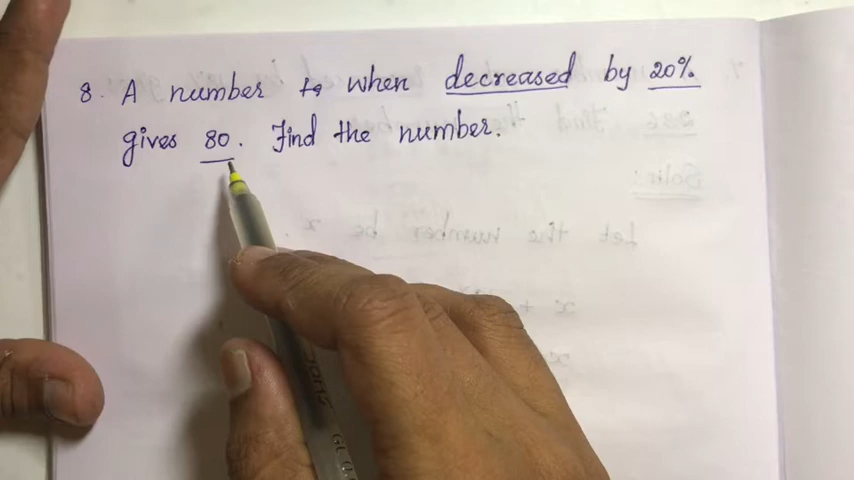 8. A number to when decreased by 20%
gives 80. Find the number.